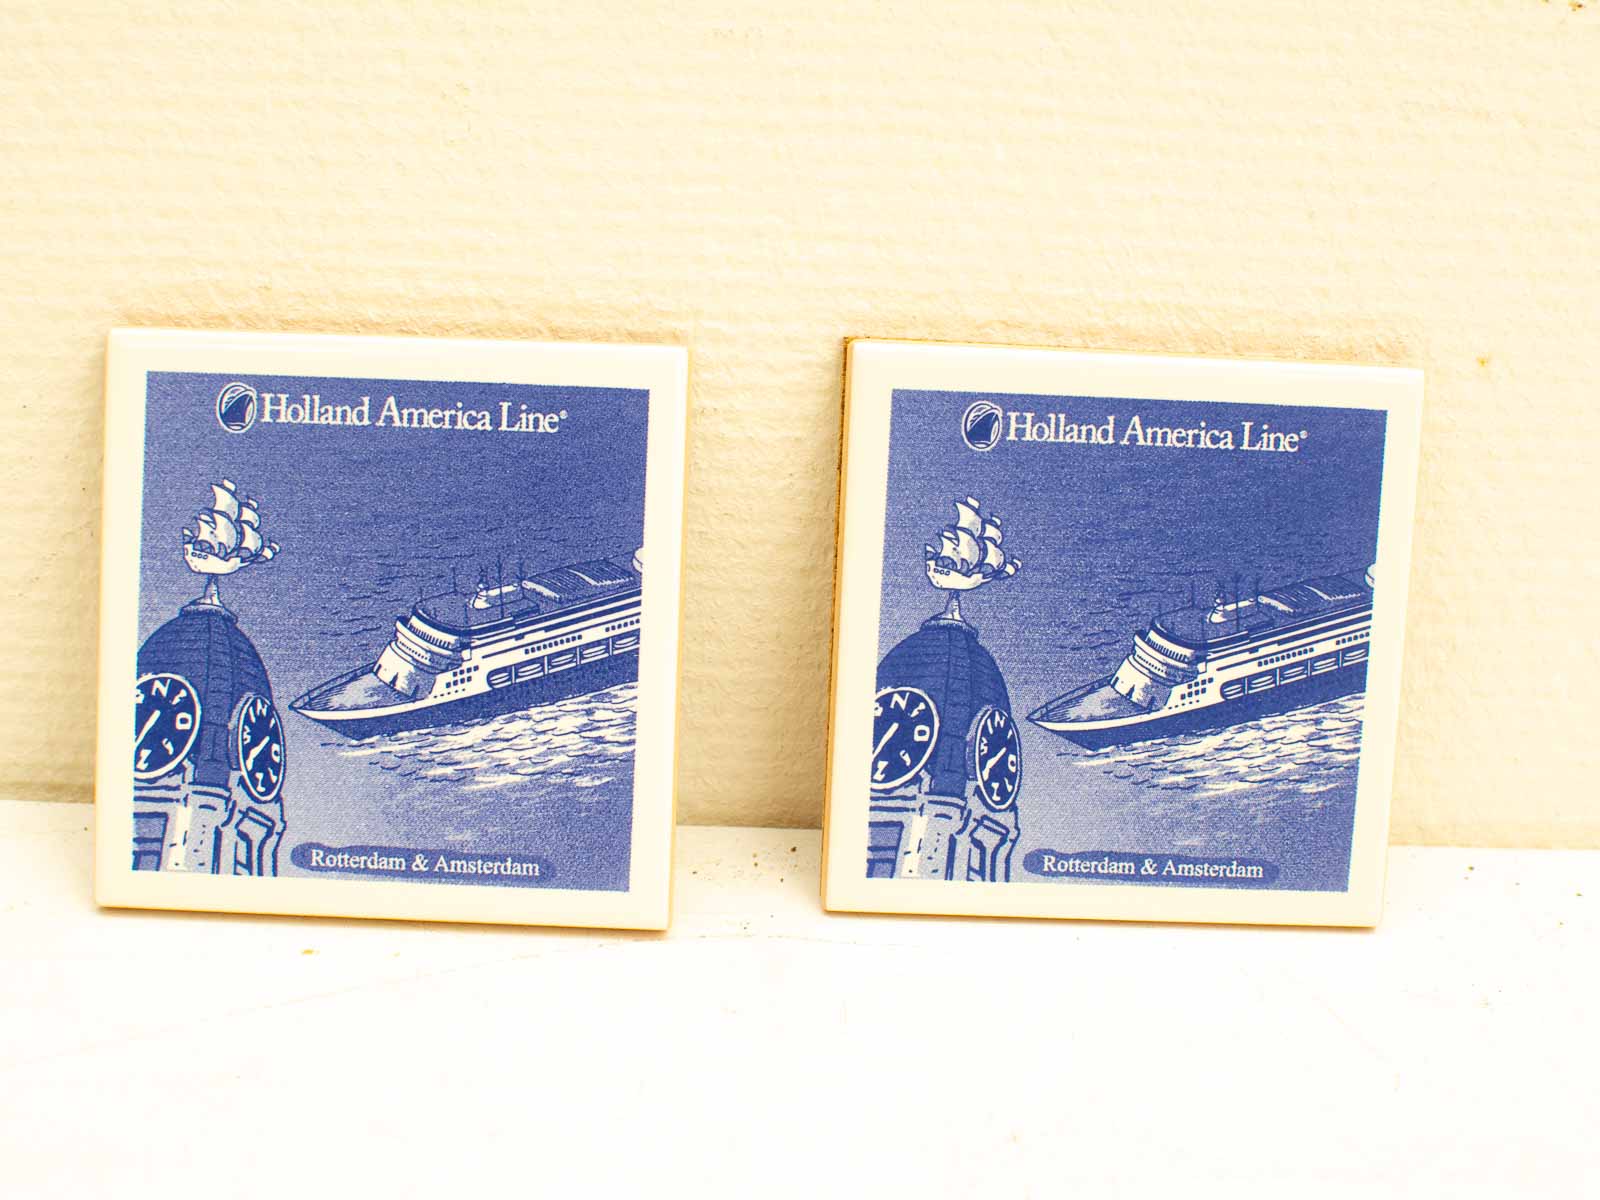 Holland America Line®
Rotterdam & Amsterdam
Holland America Line®
Rotterdam & Amsterdam